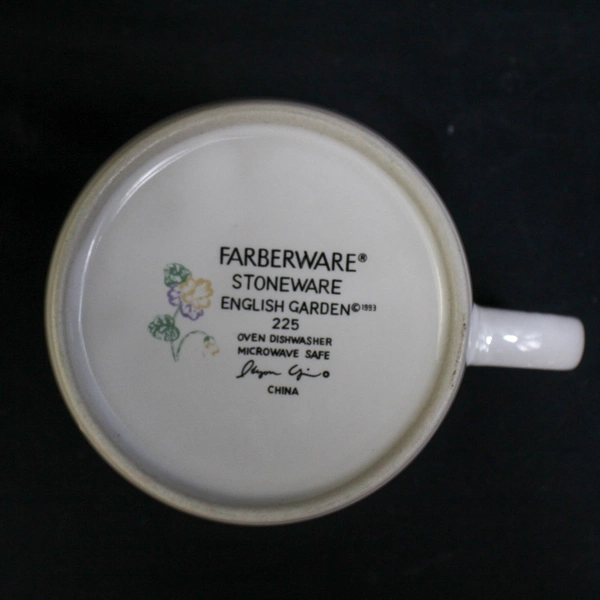 FARBERWARE®
STONEWARE
ENGLISH GARDEN©1993
225
OVEN DISHWASHER
MICROWAVE SAFE
CHINA